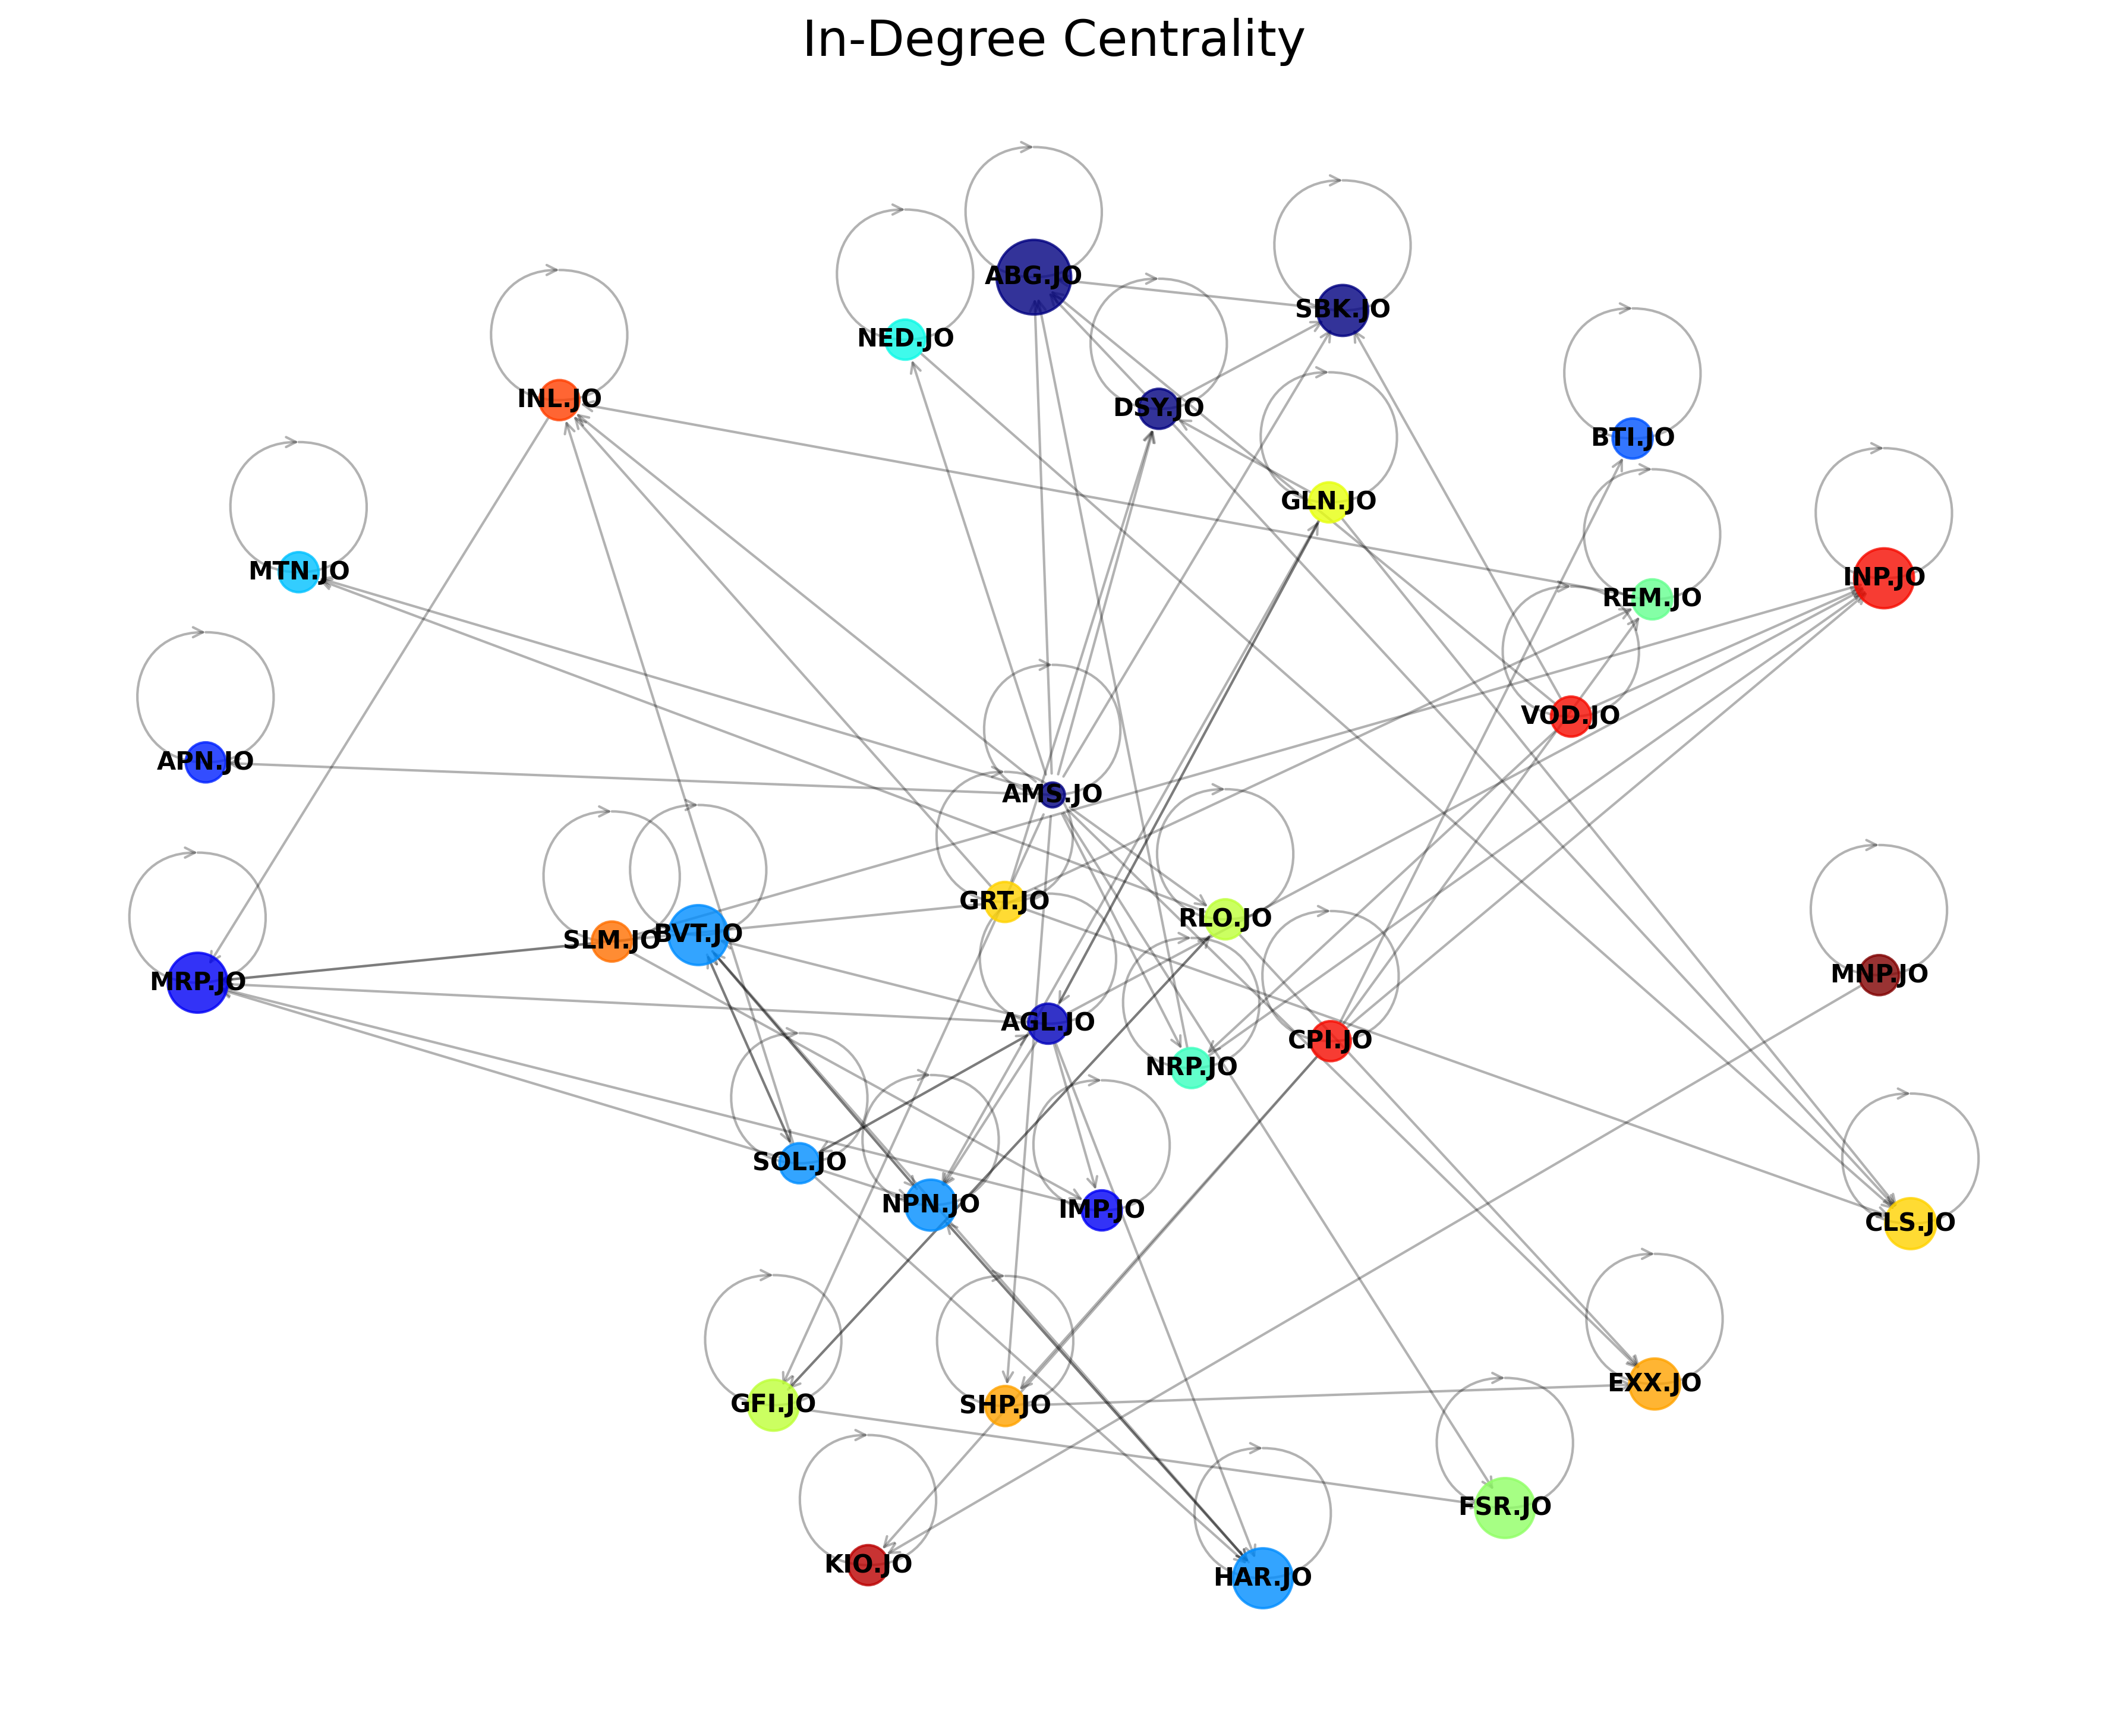 In-Degree Centrality
ABG.JO
SBK.JO
NED.JO
INL.JO
DSY.JO
BTI.JO
GLN.JO
MTN.JO
INP.JO
REM.JO
VOD.JO
APN.JO
AMS.JO
GRT.JO
RLO.JO
SLM.JO
BVT.JO
MRP.JO
MNP.JO
AGL.JO
CPI.JO
NRP.JO
SOL.JO
NPN.JO
IMP.JO
CLS.JO
EXX.JO
GFI.JO
SHP.JO
FSR.JO
KIO.JO
HAR.JO